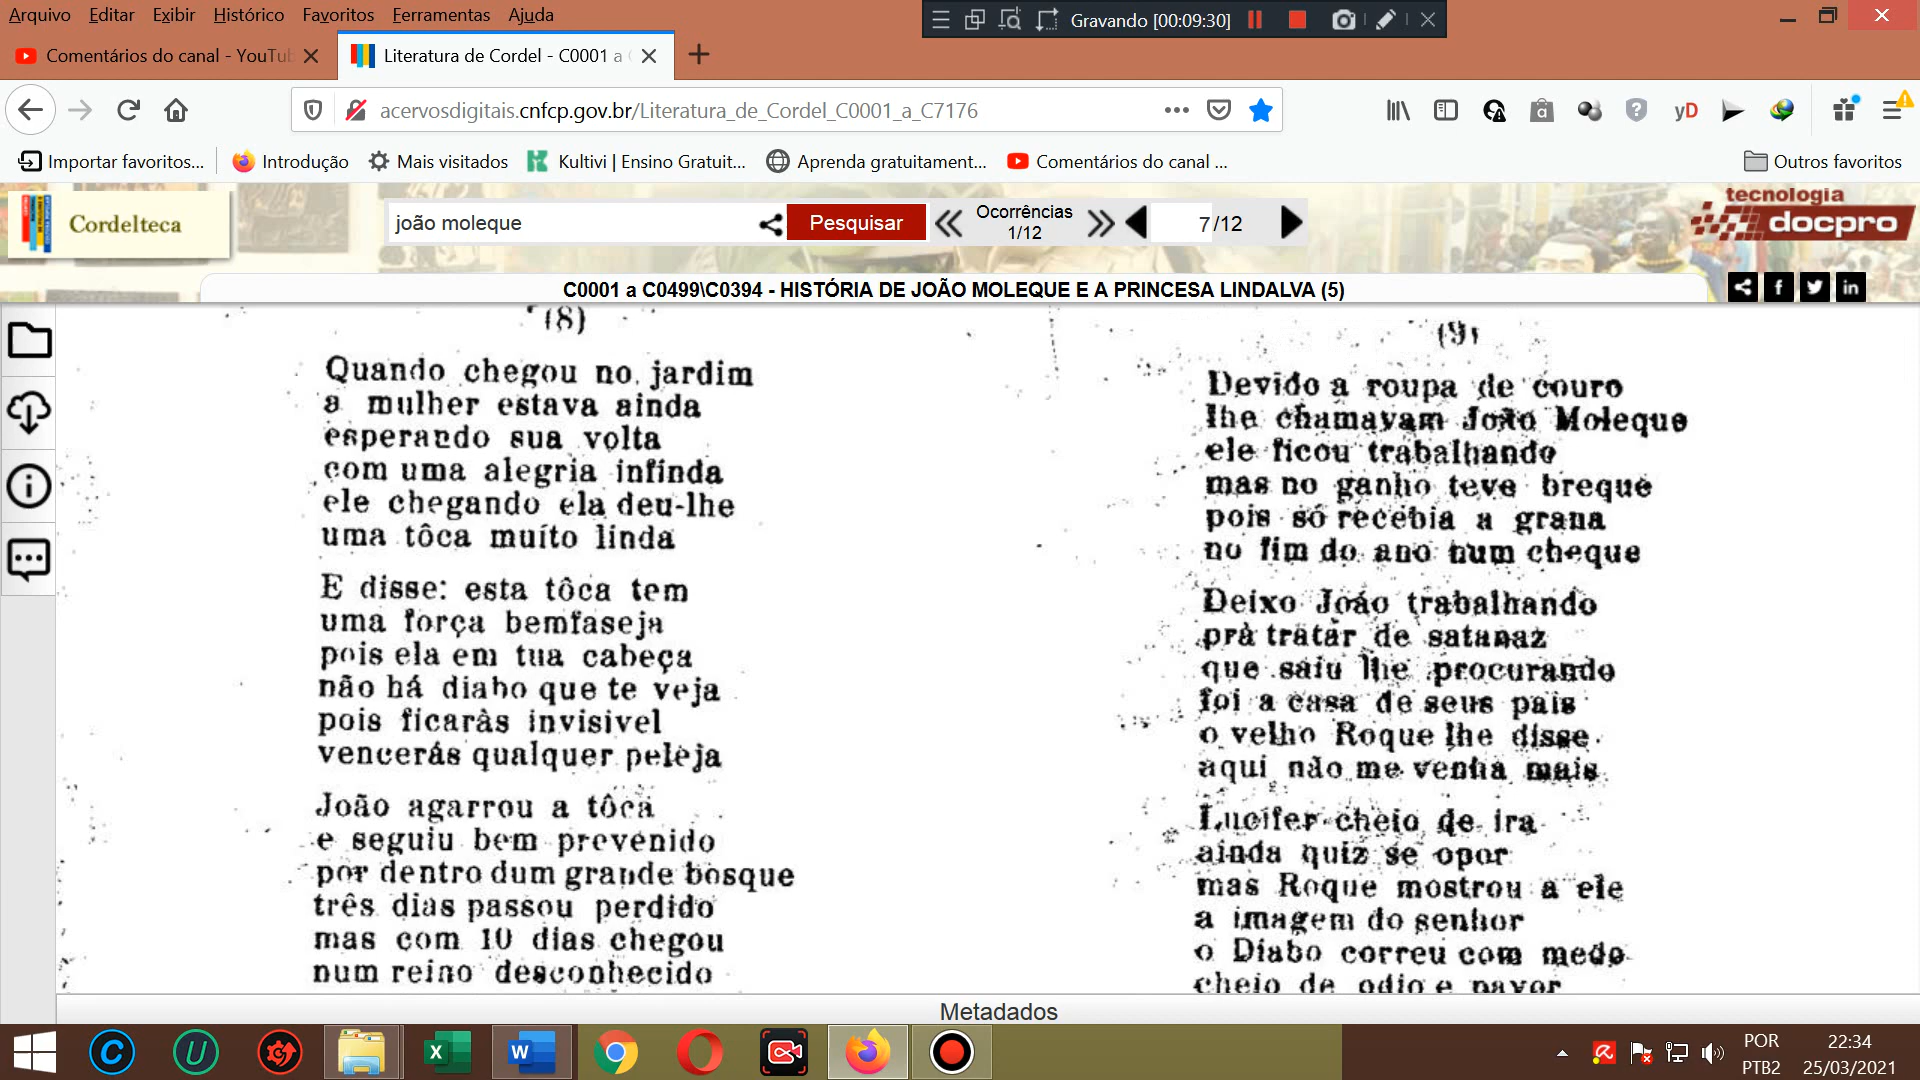 Arquivo Editar Exibir Histórico Favoritos Ferramentas Ajuda
Gravando [00:09:30]
Comentários do canal - YouTub
Literatura de Cordel - C0001 a
acervosdigitais.cnfcp.gov.br/Literatura_de_Cordel_C0001_a_C7176
Importar favoritos... Introdução Mais visitados Kultivi | Ensino Gratuit... Aprenda gratuitament... Comentários do canal ... Outros favoritos
Cordelteca
joão moleque
Pesquisar
Ocorrências
1/12
7 /12
tecnologia
docpro
C0001 a C0499\C0394 - HISTÓRIA DE JOÃO MOLEQUE E A PRINCESA LINDALVA (5)
(8)
Quando chegou no jardim
a mulher estava ainda
esperando sua volta
com uma alegria infinda
ele chegando ela deu-lhe
uma tôca muíto linda
E disse: esta tôca tem
uma força bemfaseja
pois ela em tua cabeça
não há diabo que te veja
pois ficaràs invisivel
vencerás qualquer peleja
João agarrou a tôca
e seguiu bem prevenido
por dentro dum grande bosque
três dias passou perdido
mas com 10 dias chegou
num reino desconhecido
(9)
Devido a roupa de couro
lhe chamavam João Moleque
ele ficou trabalhando
mas no ganho teve breque
pois só recebia a grana
no fim do ano num cheque
Deixo João trabalhando
prà tratar de satanaz
que saiu lhe procurando
foi a casa de seus pais
o velho Roque lhe disse
aqui não me venha mais
Lucifer cheio de ira
ainda quiz se opor
mas Roque mostrou a ele
a imagem do senhor
o Diabo correu com medo
cheio de odio e pavor
Metadados
POR
PTB2
22:34
25/03/2021